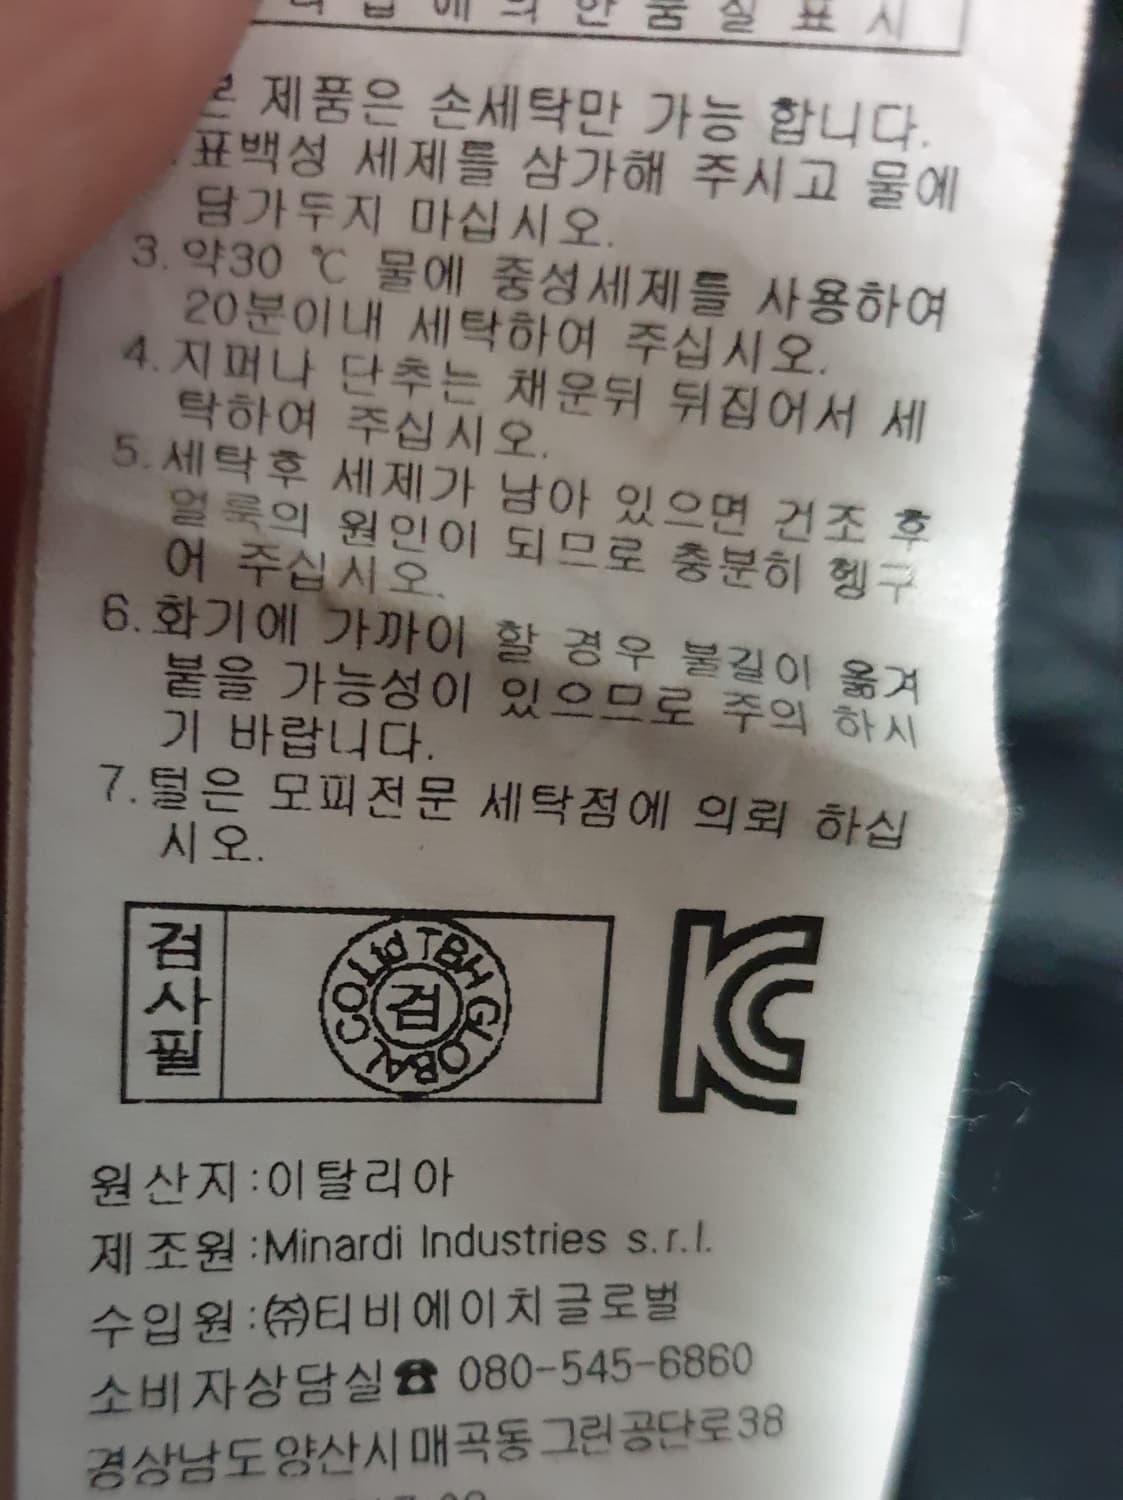 품질표시
제품은 손세탁만 가능 합니다.
표백성 세제를 삼가해 주시고 물에
담가두지 마십시오.
3. 약30 ℃ 물에 중성세제를 사용하여
20분이내 세탁하여 주십시오.
4. 지퍼나 단추는 채운뒤 뒤집어서 세
탁하여 주십시오.
5. 세탁후 세제가 남아 있으면 건조 후
얼룩의 원인이 되므로 충분히 헹구
어 주십시오.
6. 화기에 가까이 할 경우 불길이 옮겨
붙을 가능성이 있으므로 주의 하시
기 바랍니다.
7. 털은 모피전문 세탁점에 의뢰 하십
시오.
검사필
TBH GLOBAL CO Ltd
검
KC
원산지:이탈리아
제조원:Minardi Industries s.r.l.
수입원:㈜티비에이치글로벌
소비자상담실☎ 080-545-6860
경상남도양산시매곡동그린공단로38